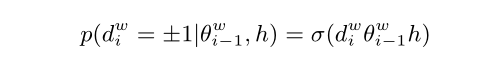 p(d_i^w = ±1|θ_{i−1}^w, h) = σ(d_i^w θ_{i−1}^w h)